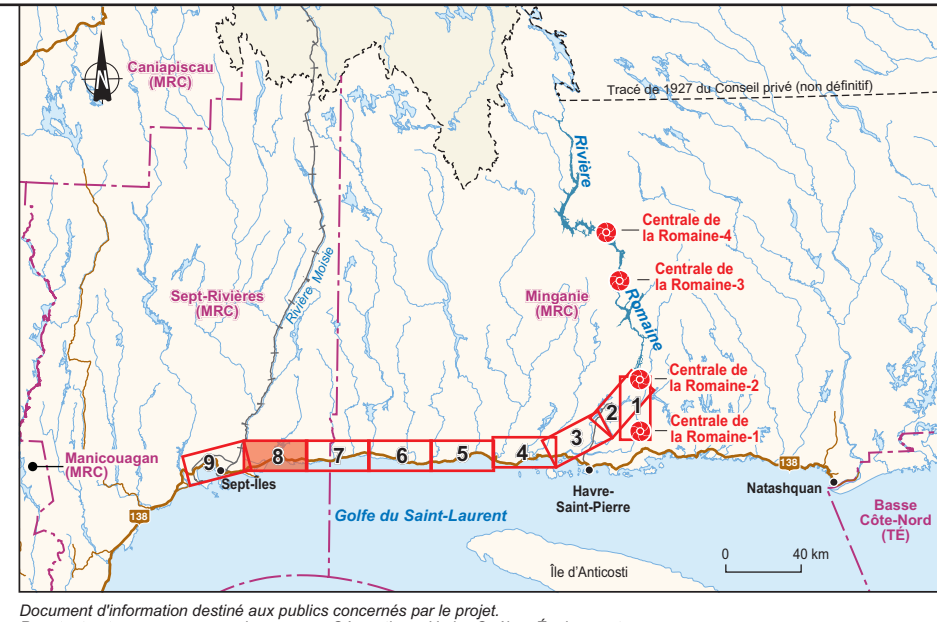 N
Caniapiscau
(MRC)
Tracé de 1927 du Conseil privé (non définitif)
Rivière
Centrale de
la Romaine-4
Centrale de
la Romaine-3
Sept-Rivières
(MRC)
Rivière Moisie
Minganie
(MRC)
Romaine
Centrale de
la Romaine-2
Centrale de
la Romaine-1
1
2
3
4
5
6
7
8
9
Manicouagan
(MRC)
Sept-Îles
138
138
Havre-
Saint-Pierre
Natashquan
Golfe du Saint-Laurent
Basse
Côte-Nord
(TÉ)
0 40 km
Île d'Anticosti
Document d'information destiné aux publics concernés par le projet.